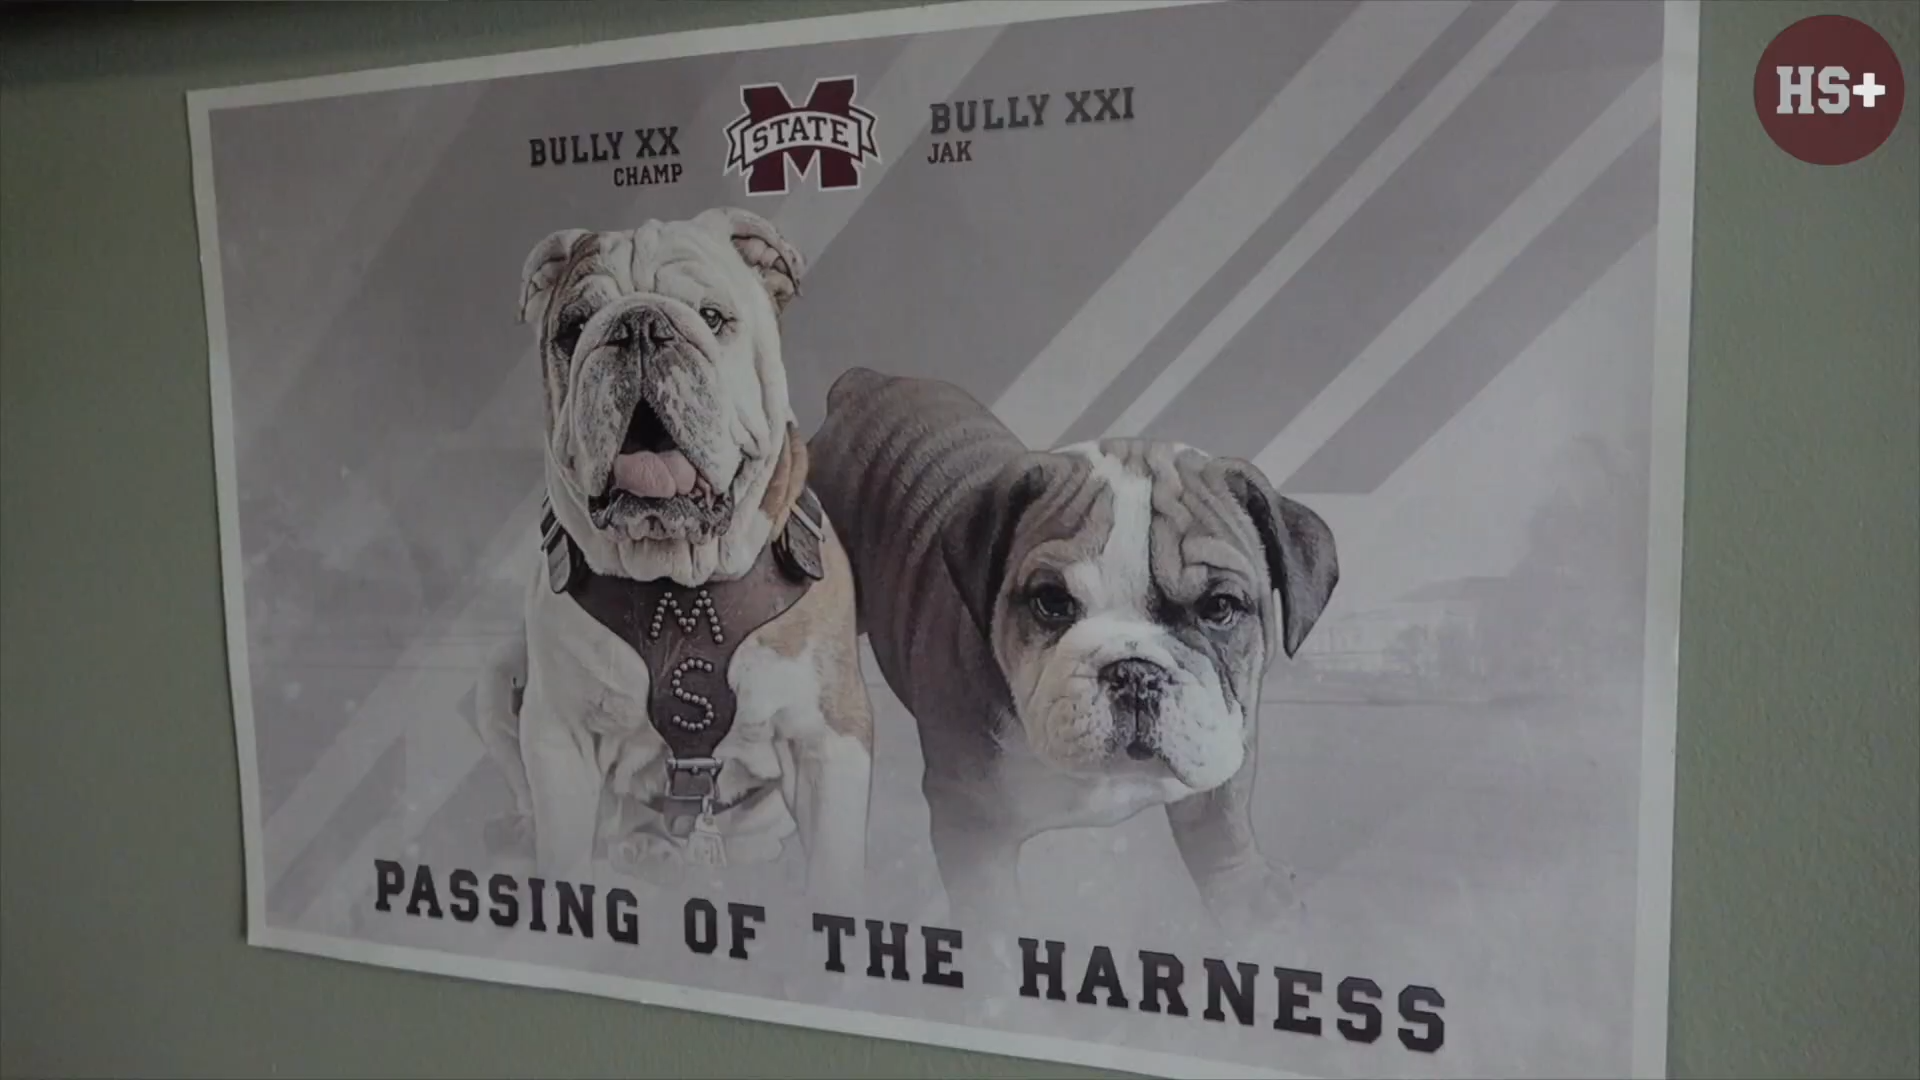 BULLY XX
CHAMP
STATE
BULLY XXI
JAK
M
S
PASSING OF THE HARNESS
HS+